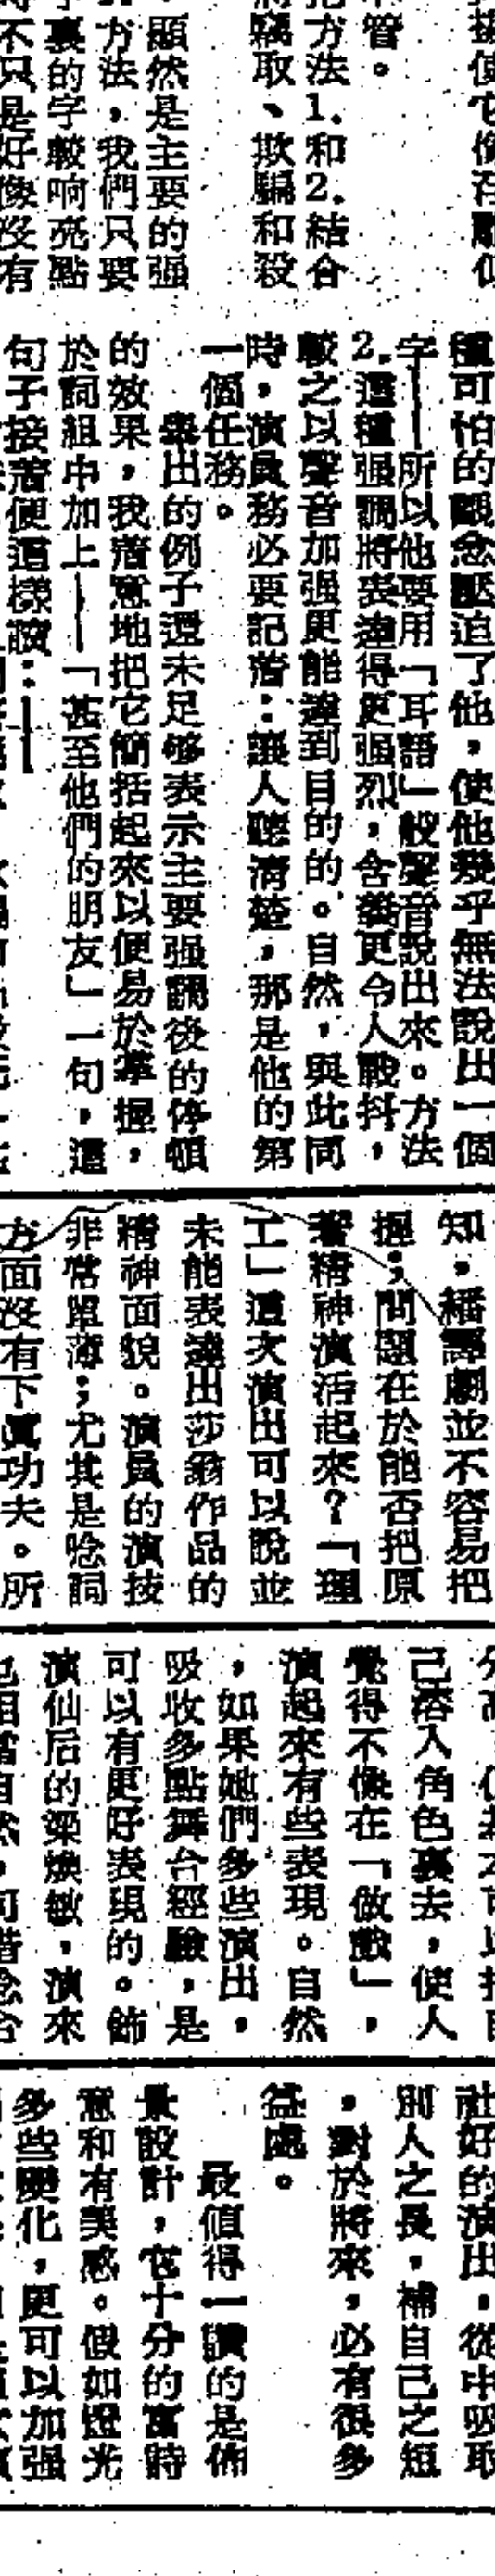 管。
把方法1.和2.結合
竊取、欺騙和殺
顯然是主要的强
方法，我們只要
裏的字較响亮點
不只是好像沒有
種可怕的觀念壓迫了他，使他幾乎無法說出一個
字——所以他要用「耳語」般聲音說出來。方法
2.這種强調將表達得更强烈，含義更令人戰抖，
較之以聲音加强更能達到目的的。自然，與此同
時，演員務必要記着：讓人聽清楚，那是他的第
一個任務。
舉出的例子還未足够表示主要强調後的停頓
的效果，我着意地把它簡括起來以便易於掌握，
於詞組中加上——「甚至他們的朋友」一句，這
句子接着便這樣讀：——
知，繙譯劇並不容易把
握；問題在於能否把原
著精神演活起來？「理
工」這次演出可以說並
未能表達出莎翁作品的
精神面貌。演員的演技
非常單薄；尤其是唸詞
方面沒有下真功夫。所
己溶入角色裏去，使人
覺得不像在「做戲」，
演起來有些表現。自然
，如果她們多些演出，
吸收多點舞台經驗，是
可以有更好表現的。飾
演仙后的梁煥敏，演來
也相當自然，可惜唸台
社好的演出，從中吸取
別人之長，補自己之短
，對於將來，必有很多
益處。
最值得一讚的是佈
景設計，它十分的富詩
意和有美感。假如燈光
多些變化，更可以加强